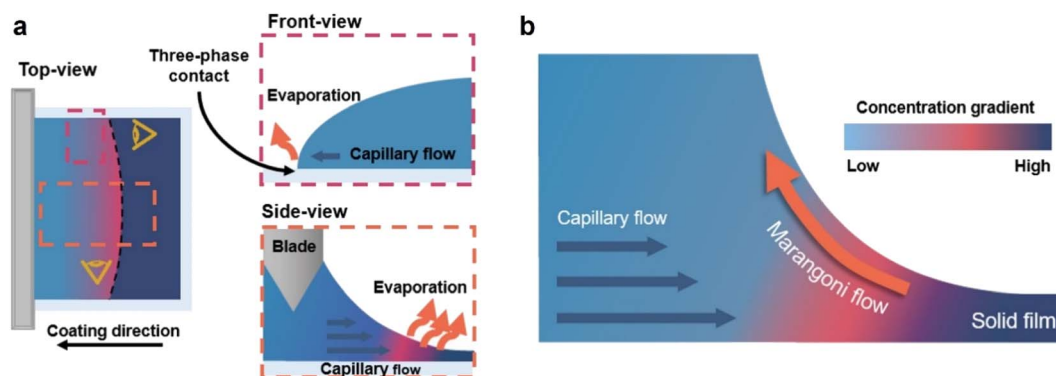 a
Top-view
Coating direction
Three-phase
contact
Front-view
Evaporation
Capillary flow
Side-view
Blade
Evaporation
Capillary flow
b
Concentration gradient
Low High
Capillary flow
Marangoni flow
Solid film